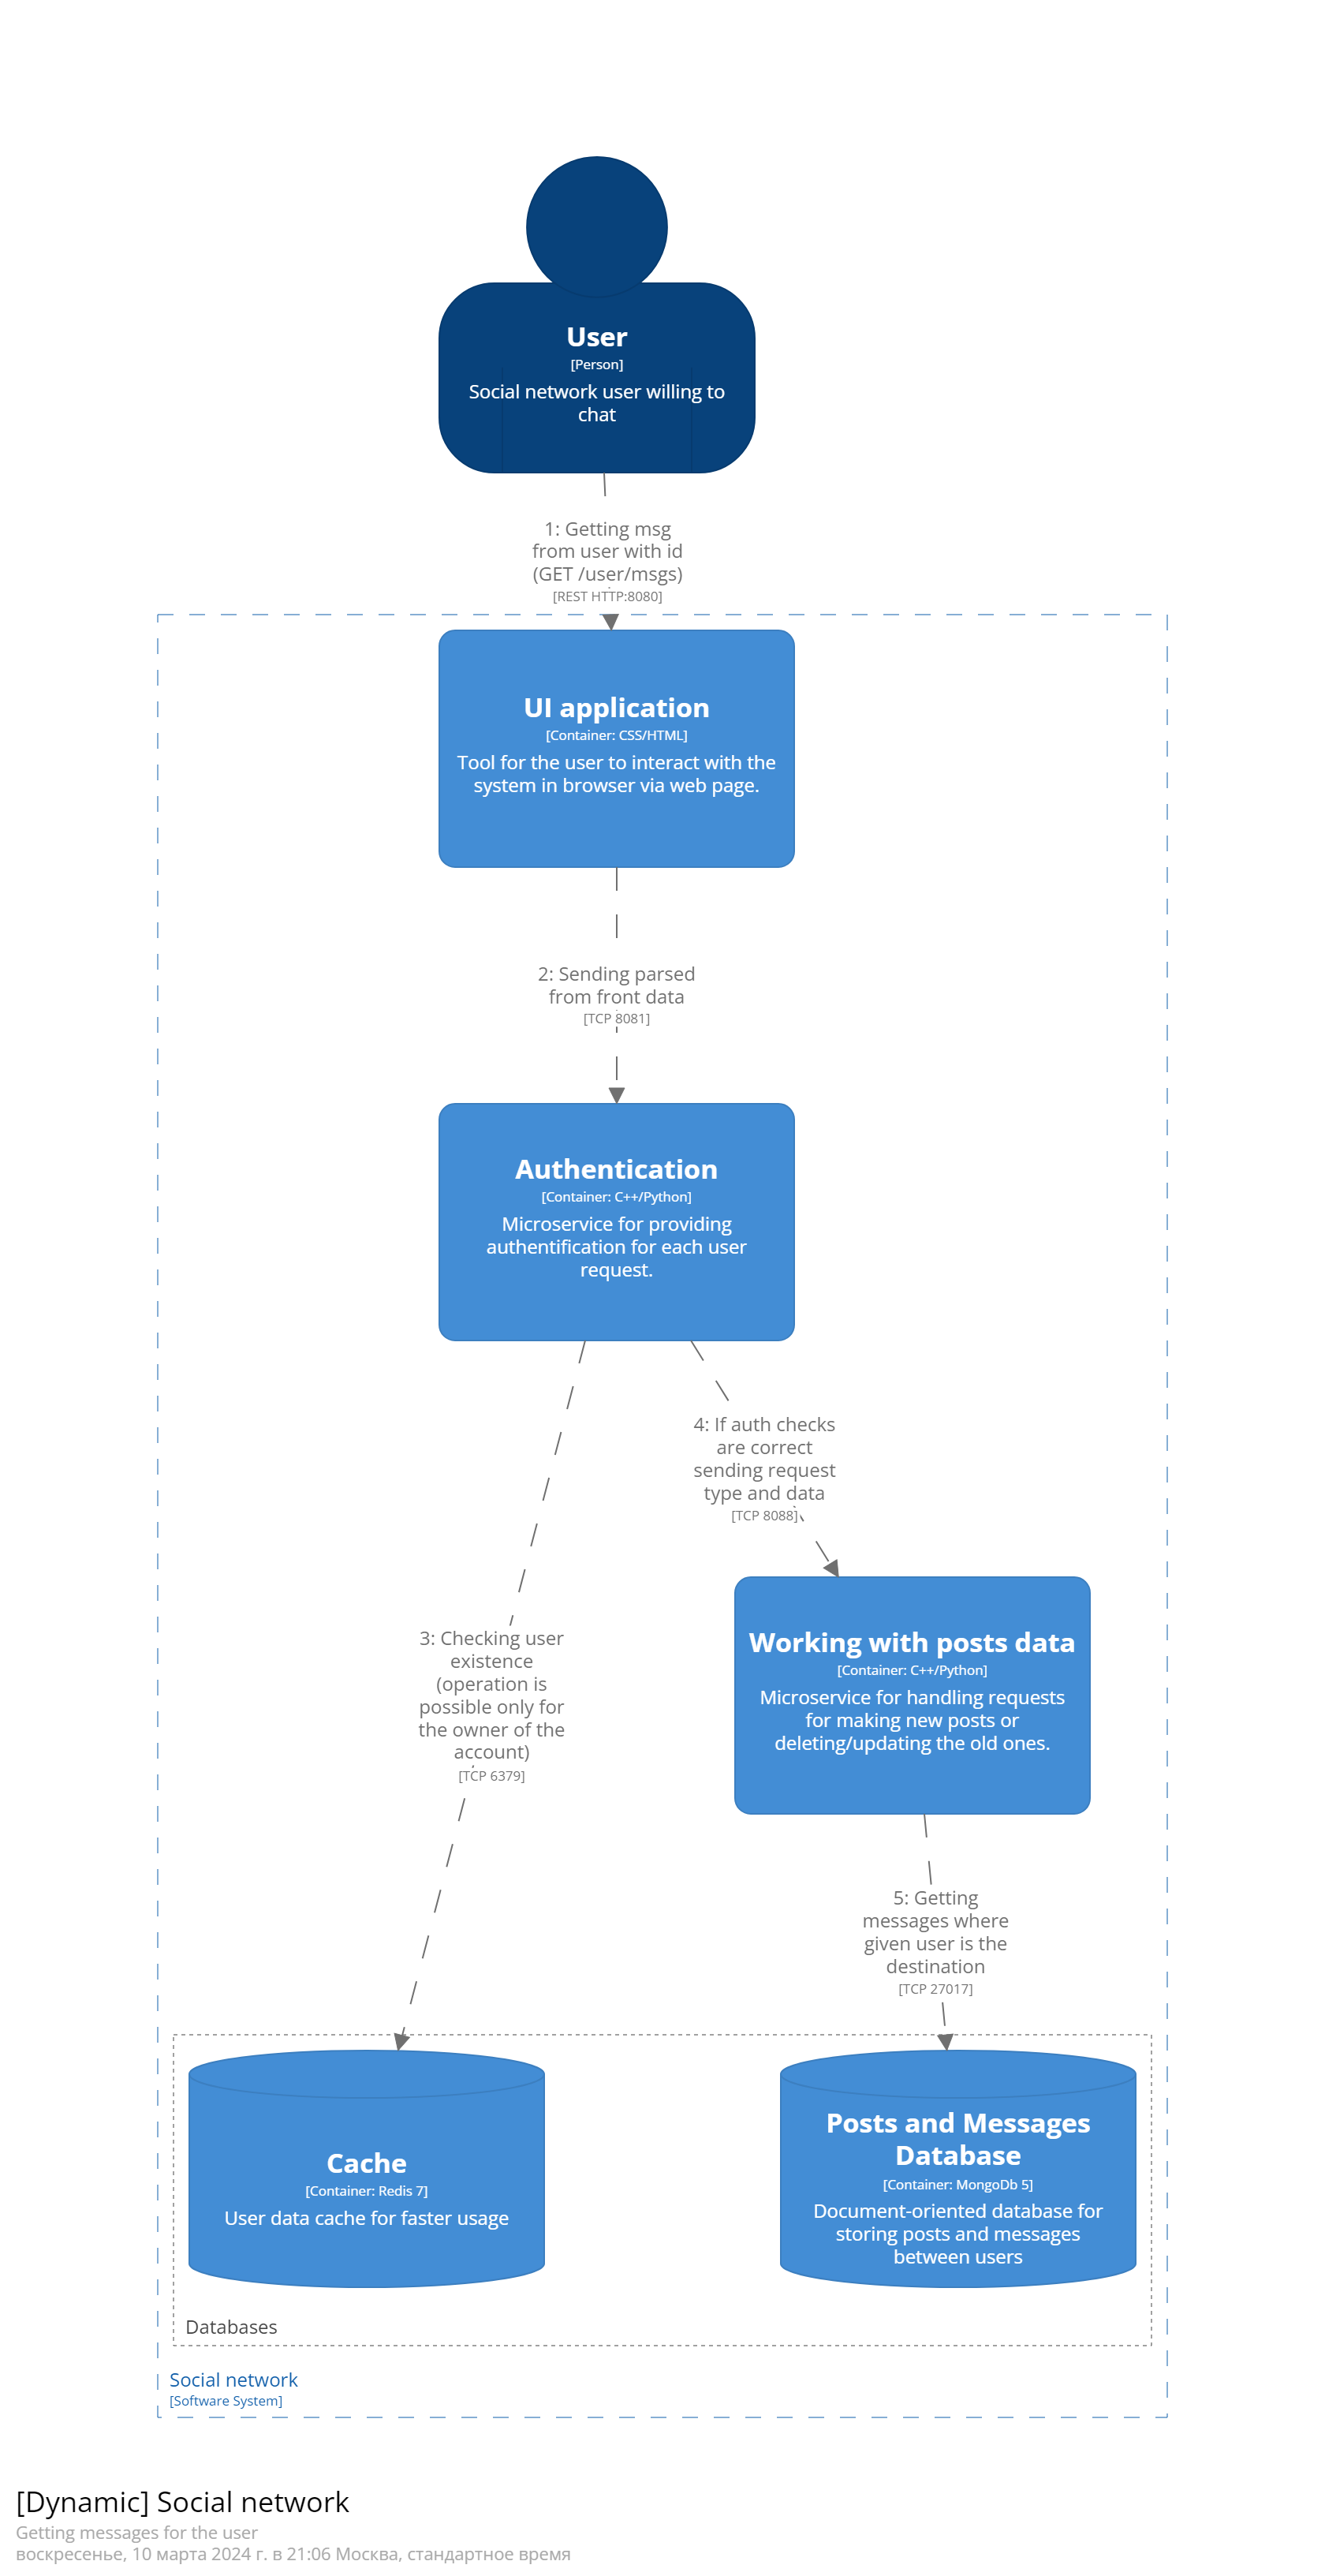 User
[Person]
Social network user willing to
chat
1: Getting msg
from user with id
(GET /user/msgs)
[REST HTTP:8080]
UI application
[Container: CSS/HTML]
Tool for the user to interact with the
system in browser via web page.
2: Sending parsed
from front data
[TCP 8081]
Authentication
[Container: C++/Python]
Microservice for providing
authentification for each user
request.
4: If auth checks
are correct
sending request
type and data
[TCP 8088]
3: Checking user
existence
(operation is
possible only for
the owner of the
account)
[TCP 6379]
Working with posts data
[Container: C++/Python]
Microservice for handling requests
for making new posts or
deleting/updating the old ones.
5: Getting
messages where
given user is the
destination
[TCP 27017]
Cache
[Container: Redis 7]
User data cache for faster usage
Posts and Messages
Database
[Container: MongoDb 5]
Document-oriented database for
storing posts and messages
between users
Databases
Social network
[Software System]
[Dynamic] Social network
Getting messages for the user
воскресенье, 10 марта 2024 г. в 21:06 Москва, стандартное время